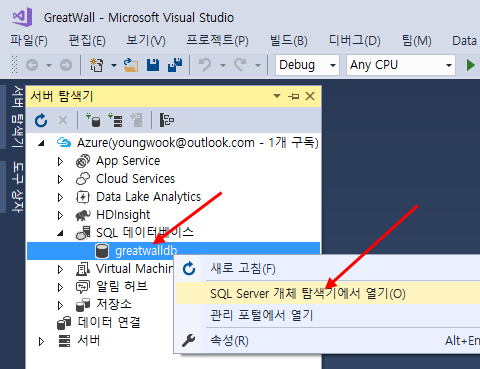 GreatWall - Microsoft Visual Studio
파일(F) 편집(E) 보기(V) 프로젝트(P) 빌드(B) 디버그(D) 팀(M) Data
Debug Any CPU
서버 탐색기
도구 상자
서버 탐색기
Azure(youngwook@outlook.com - 1개 구독)
App Service
Cloud Services
Data Lake Analytics
HDInsight
SQL 데이터베이스
greatwalldb
Virtual Machin
알림 허브
저장소
데이터 연결
서버
새로 고침(F)
SQL Server 개체 탐색기에서 열기(O)
관리 포털에서 열기
속성(R) Alt+En